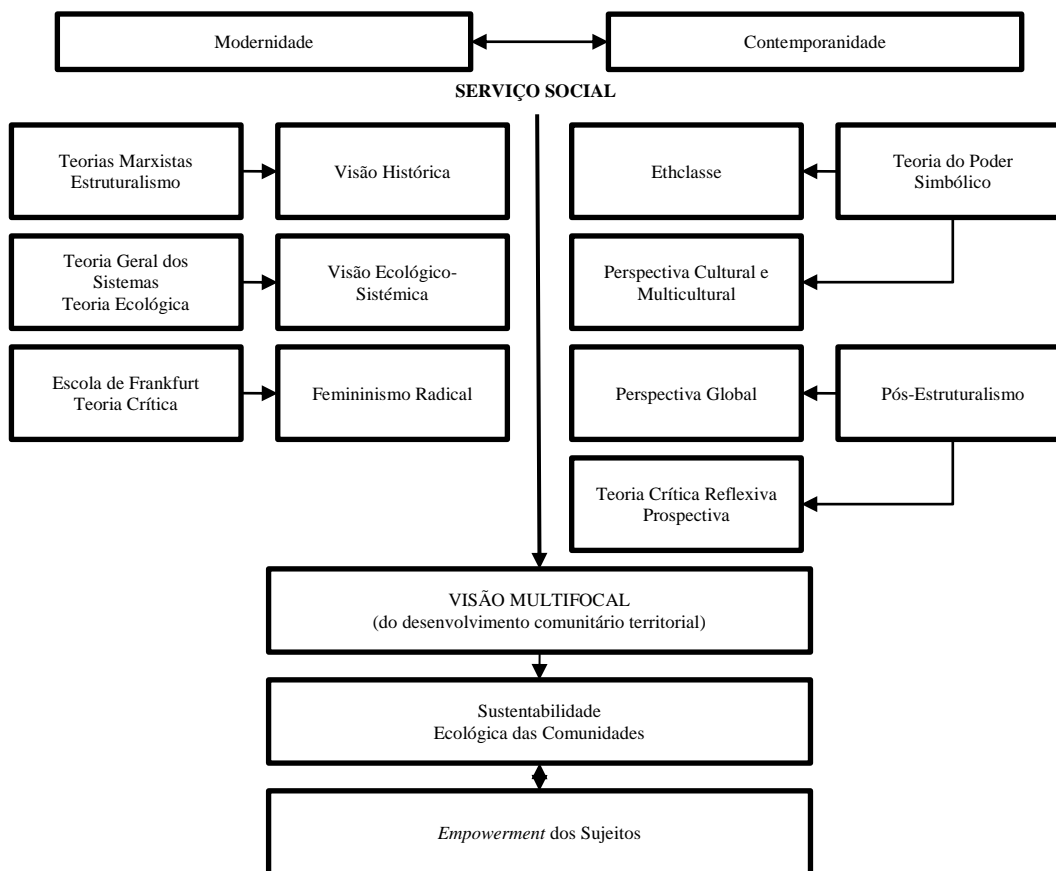 Modernidade
Contemporanidade
SERVIÇO SOCIAL
Teorias Marxistas
Estruturalismo
Visão Histórica
Ethclasse
Teoria do Poder
Simbólico
Teoria Geral dos
Sistemas
Teoria Ecológica
Visão Ecológico-
Sistémica
Perspectiva Cultural e
Multicultural
Escola de Frankfurt
Teoria Crítica
Femininismo Radical
Perspectiva Global
Pós-Estruturalismo
Teoria Crítica Reflexiva
Prospectiva
VISÃO MULTIFOCAL
(do desenvolvimento comunitário territorial)
Sustentabilidade
Ecológica das Comunidades
Empowerment dos Sujeitos